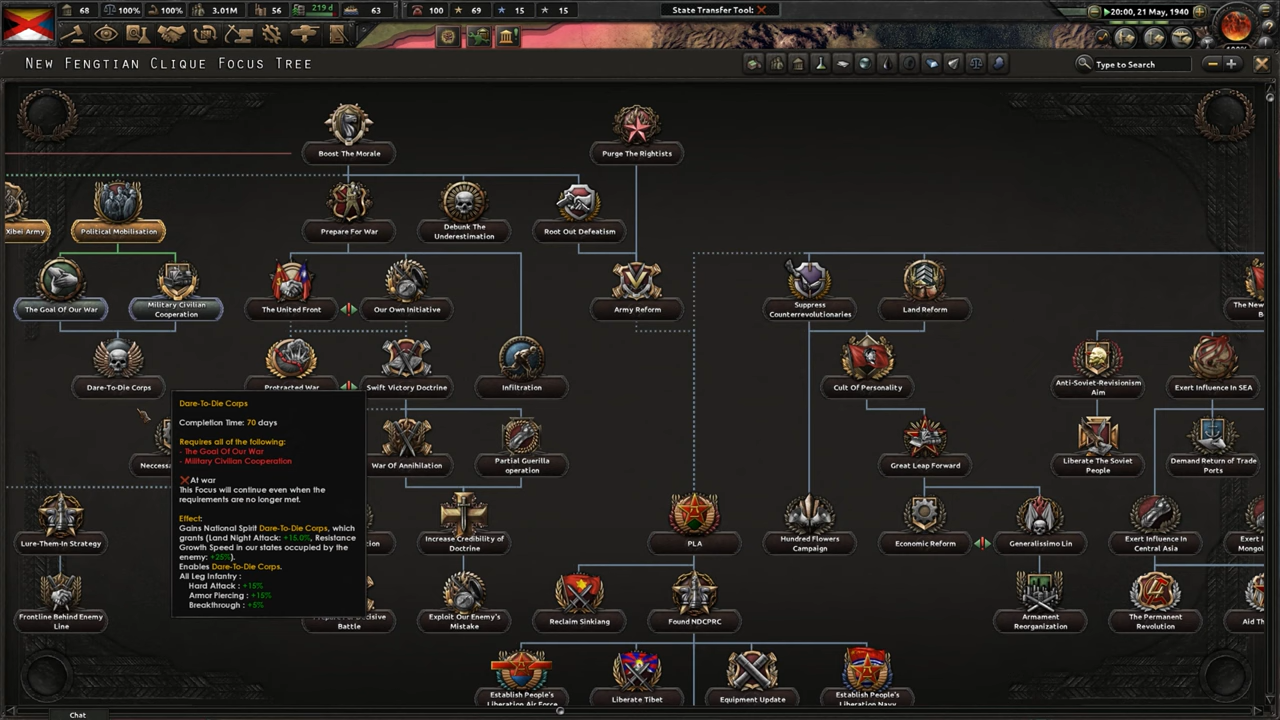 68
100%
100%
3.01M
56
219 d
63
100
69
15
15
State Transfer Tool:
20:00, 21 May, 1940
New Fengtian Clique Focus Tree
Type to Search
Boost The Morale
Purge The Rightists
Xibei Army
Political Mobilisation
Prepare For War
Debunk The
Underestimation
Root Out Defeatism
The Goal Of Our War
Military Civilian
Cooperation
The United Front
Our Own Initiative
Army Reform
Suppress
Counterrevolutionaries
Land Reform
The New
Dare-To-Die Corps
Protracted War
Swift Victory Doctrine
Infiltration
Cult Of Personality
Anti-Soviet-Revisionism
Aim
Exert Influence In SEA
Dare-To-Die Corps
Completion Time: 70 days
Requires all of the following:
- The Goal Of Our War
- Military Civilian Cooperation
At war
This Focus will continue even when the
requirements are no longer met.
Effect:
Gains National Spirit Dare-To-Die Corps, which
grants (Land Night Attack: +15.0%, Resistance
Growth Speed in our states occupied by the
enemy: +25%).
Enables Dare-To-Die Corps.
All Leg Infantry :
Hard Attack : +15%
Armor Piercing : +15%
Breakthrough : +5%
Neccess
War Of Annihilation
Partial Guerilla
operation
Great Leap Forward
Liberate The Soviet
People
Demand Return of Trade
Ports
Lure-Them-In Strategy
Increase Credibility of
Doctrine
PLA
Hundred Flowers
Campaign
Economic Reform
Generalissimo Lin
Exert Influence In
Central Asia
Exert I
Mongol
Frontline Behind Enemy
Line
Battle
Exploit Our Enemy's
Mistake
Reclaim Sinkiang
Found NDCPRC
Armament
Reorganization
The Permanent
Revolution
Aid Th
Establish People's
Liberation Air Force
Liberate Tibet
Equipment Update
Establish People's
Liberation Navy
Chat